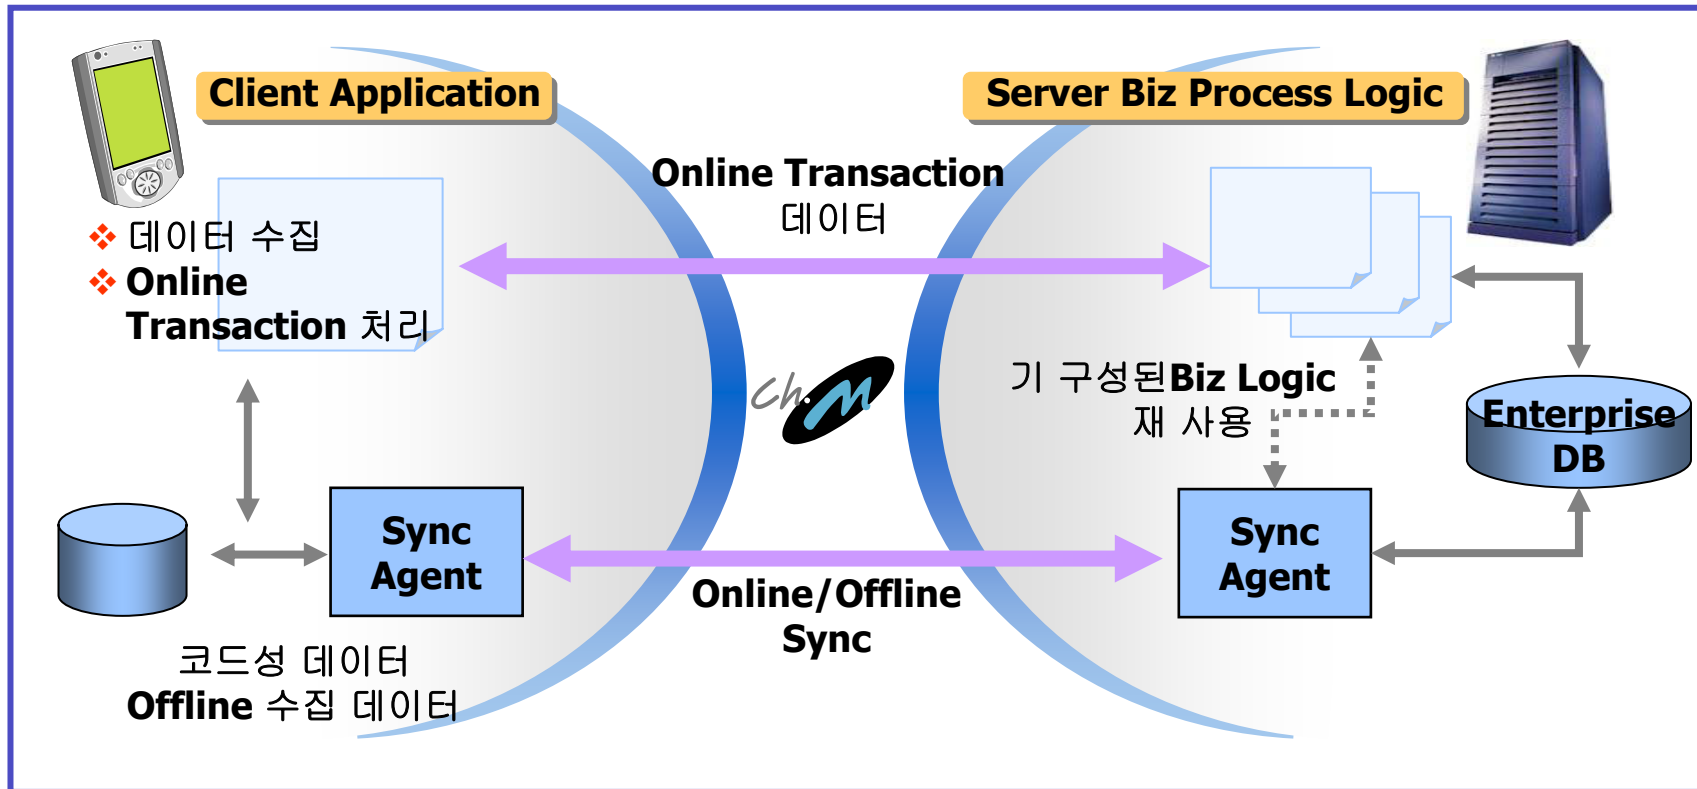 Client Application
Server Biz Process Logic
Online Transaction
데이터
❖ 데이터 수집
❖ Online
Transaction 처리
Ch.M.
기 구성된Biz Logic
재 사용
Enterprise
DB
Sync
Agent
Sync
Agent
Online/Offline
Sync
코드성 데이터
Offline 수집 데이터